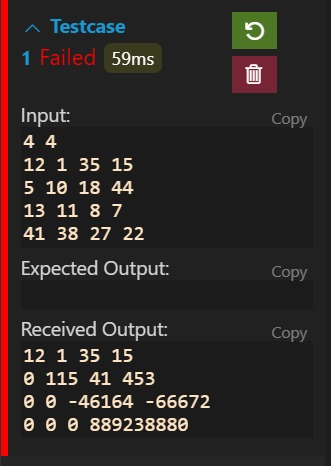 Testcase
1 Failed 59ms
Input:
Copy
4 4
12 1 35 15
5 10 18 44
13 11 8 7
41 38 27 22
Expected Output:
Copy
Received Output:
Copy
12 1 35 15
0 115 41 453
0 0 -46164 -66672
0 0 0 889238880